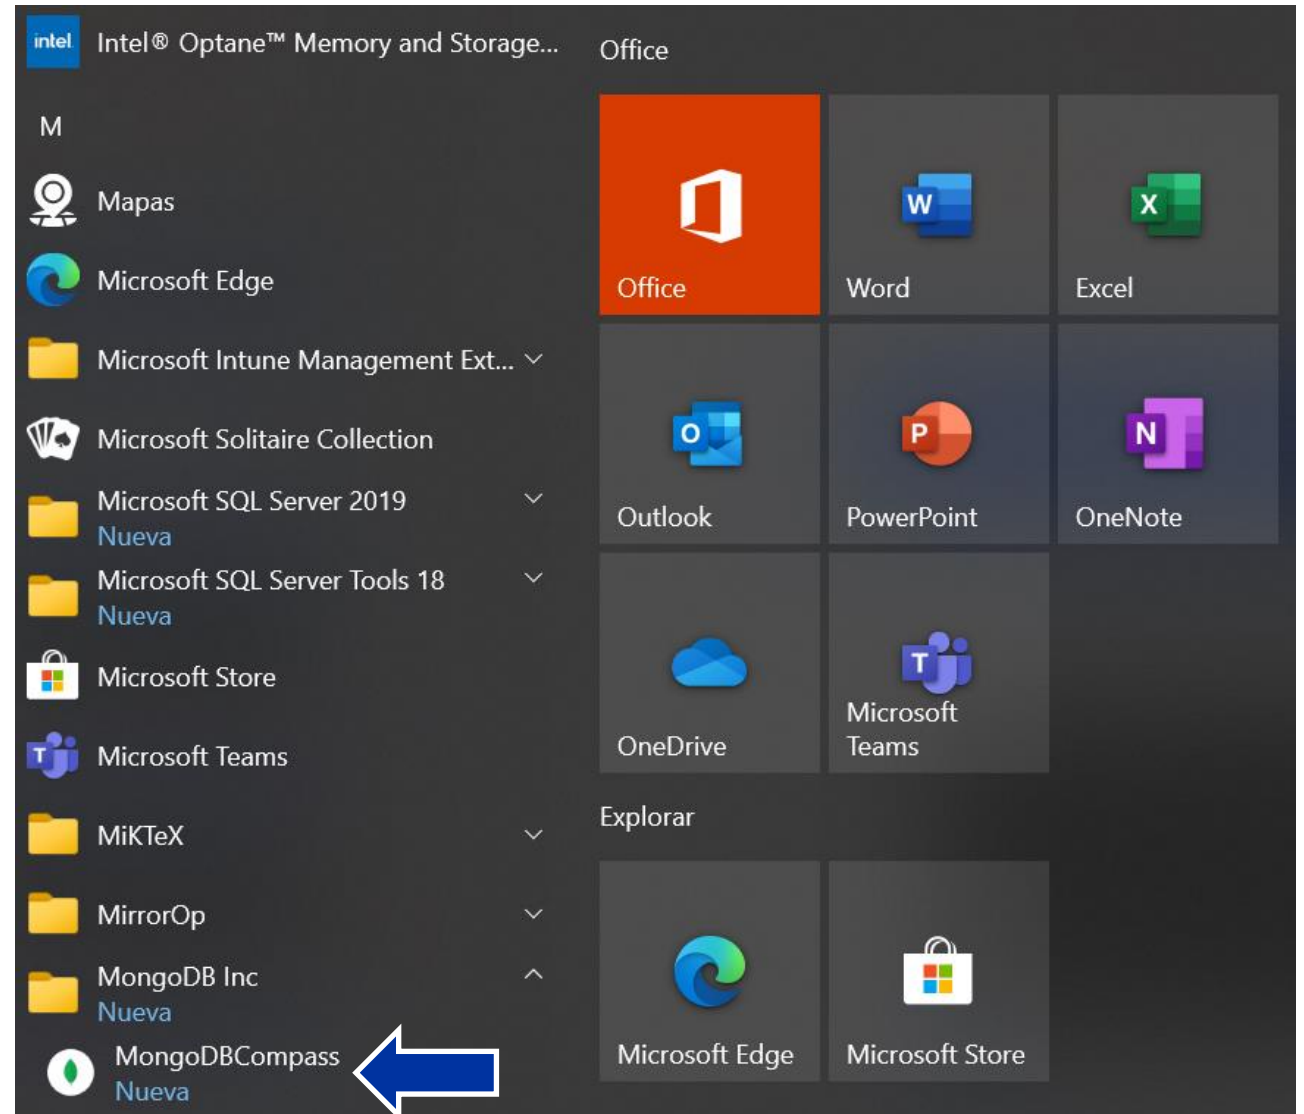 intel
Intel® Optane™ Memory and Storage...
M
Mapas
Microsoft Edge
Microsoft Intune Management Ext...
Microsoft Solitaire Collection
Microsoft SQL Server 2019
Nueva
Microsoft SQL Server Tools 18
Nueva
Microsoft Store
T
Microsoft Teams
MiKTeX
MirrorOp
MongoDB Inc
Nueva
MongoDBCompass
Nueva
Office
Office
W
Word
X
Excel
O
Outlook
P
PowerPoint
N
OneNote
OneDrive
T
Microsoft
Teams
Explorar
Microsoft Edge
Microsoft Store